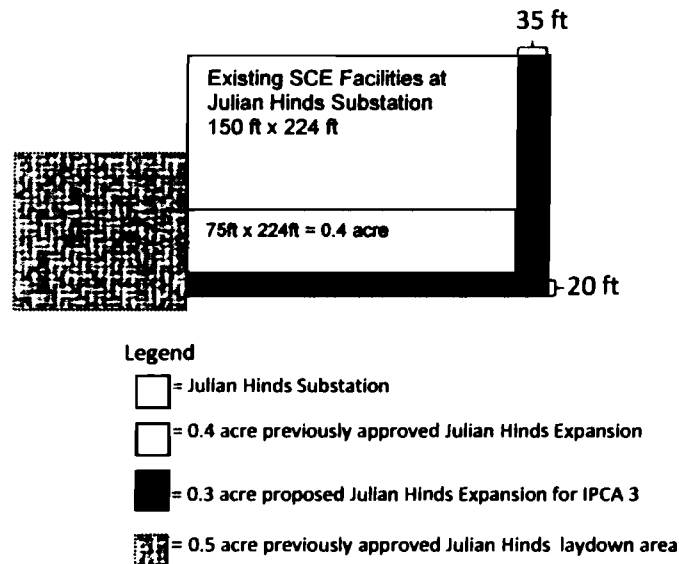 35 ft
Existing SCE Facilities at
Julian Hinds Substation
150 ft x 224 ft
75ft x 224ft = 0.4 acre
20 ft
Legend
= Julian Hinds Substation
= 0.4 acre previously approved Julian Hinds Expansion
= 0.3 acre proposed Julian Hinds Expansion for IPCA 3
= 0.5 acre previously approved Julian Hinds laydown area